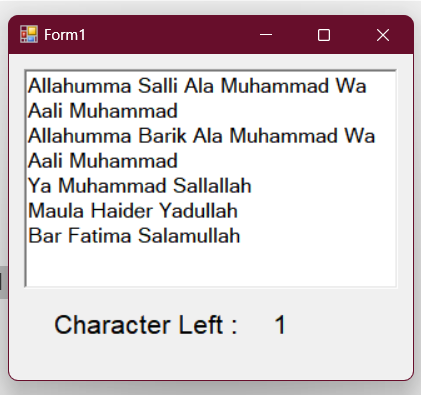 Form1
Allahumma Salli Ala Muhammad Wa
Aali Muhammad
Allahumma Barik Ala Muhammad Wa
Aali Muhammad
Ya Muhammad Sallallah
Maula Haider Yadullah
Bar Fatima Salamullah
Character Left : 1